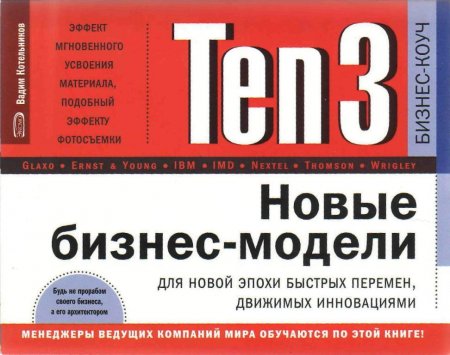 Вадим Котельников
ЭКСМО
ЭФФЕКТ
МГНОВЕННОГО
УСВОЕНИЯ
МАТЕРИАЛА,
ПОДОБНЫЙ
ЭФФЕКТУ
ФОТОСЪЕМКИ
Ten3
БИЗНЕС-КОУЧ
GLAXO • ERNST & YOUNG • IBM • IMD • NEXTEL • THOMSON • WRIGLEY
Новые
бизнес-модели
ДЛЯ НОВОЙ ЭПОХИ БЫСТРЫХ ПЕРЕМЕН,
ДВИЖИМЫХ ИННОВАЦИЯМИ
Будь не прорабом
своего бизнеса,
а его архитектором
МЕНЕДЖЕРЫ ВЕДУЩИХ КОМПАНИЙ МИРА ОБУЧАЮТСЯ ПО ЭТОЙ КНИГЕ!